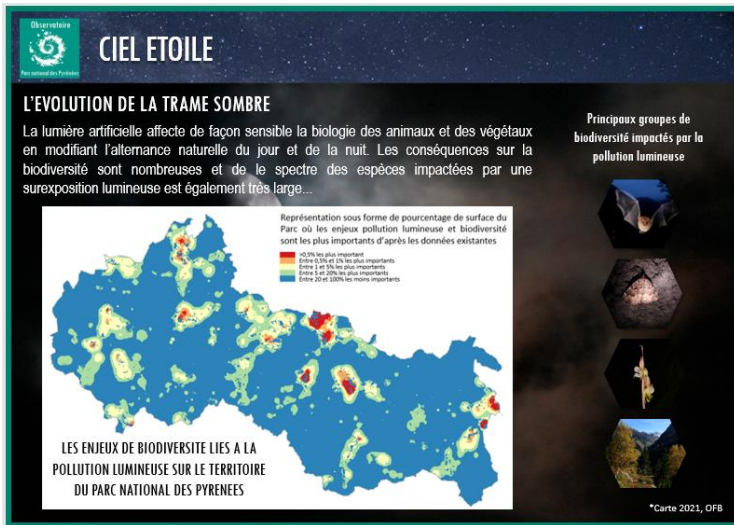 Observatoire
Parc national des Pyrénées
CIEL ETOILE
L'EVOLUTION DE LA TRAME SOMBRE
La lumière artificielle affecte de façon sensible la biologie des animaux et des végétaux
en modifiant l'alternance naturelle du jour et de la nuit. Les conséquences sur la
biodiversité sont nombreuses et de le spectre des espèces impactées par une
surexposition lumineuse est également très large...
Principaux groupes de
biodiversité impactés par la
pollution lumineuse
Représentation sous forme de pourcentage de surface du
Parc où les enjeux pollution lumineuse et biodiversité
sont les plus importants d'après les données existantes
>0,5% les plus important
Entre 0,5% et 1% les plus importants
Entre 1 et 5% les plus importants
Entre 5 et 20% les plus importants
Entre 20 et 100% les moins importants
LES ENJEUX DE BIODIVERSITE LIES A LA
POLLUTION LUMINEUSE SUR LE TERRITOIRE
DU PARC NATIONAL DES PYRENEES
*Carte 2021, OFB